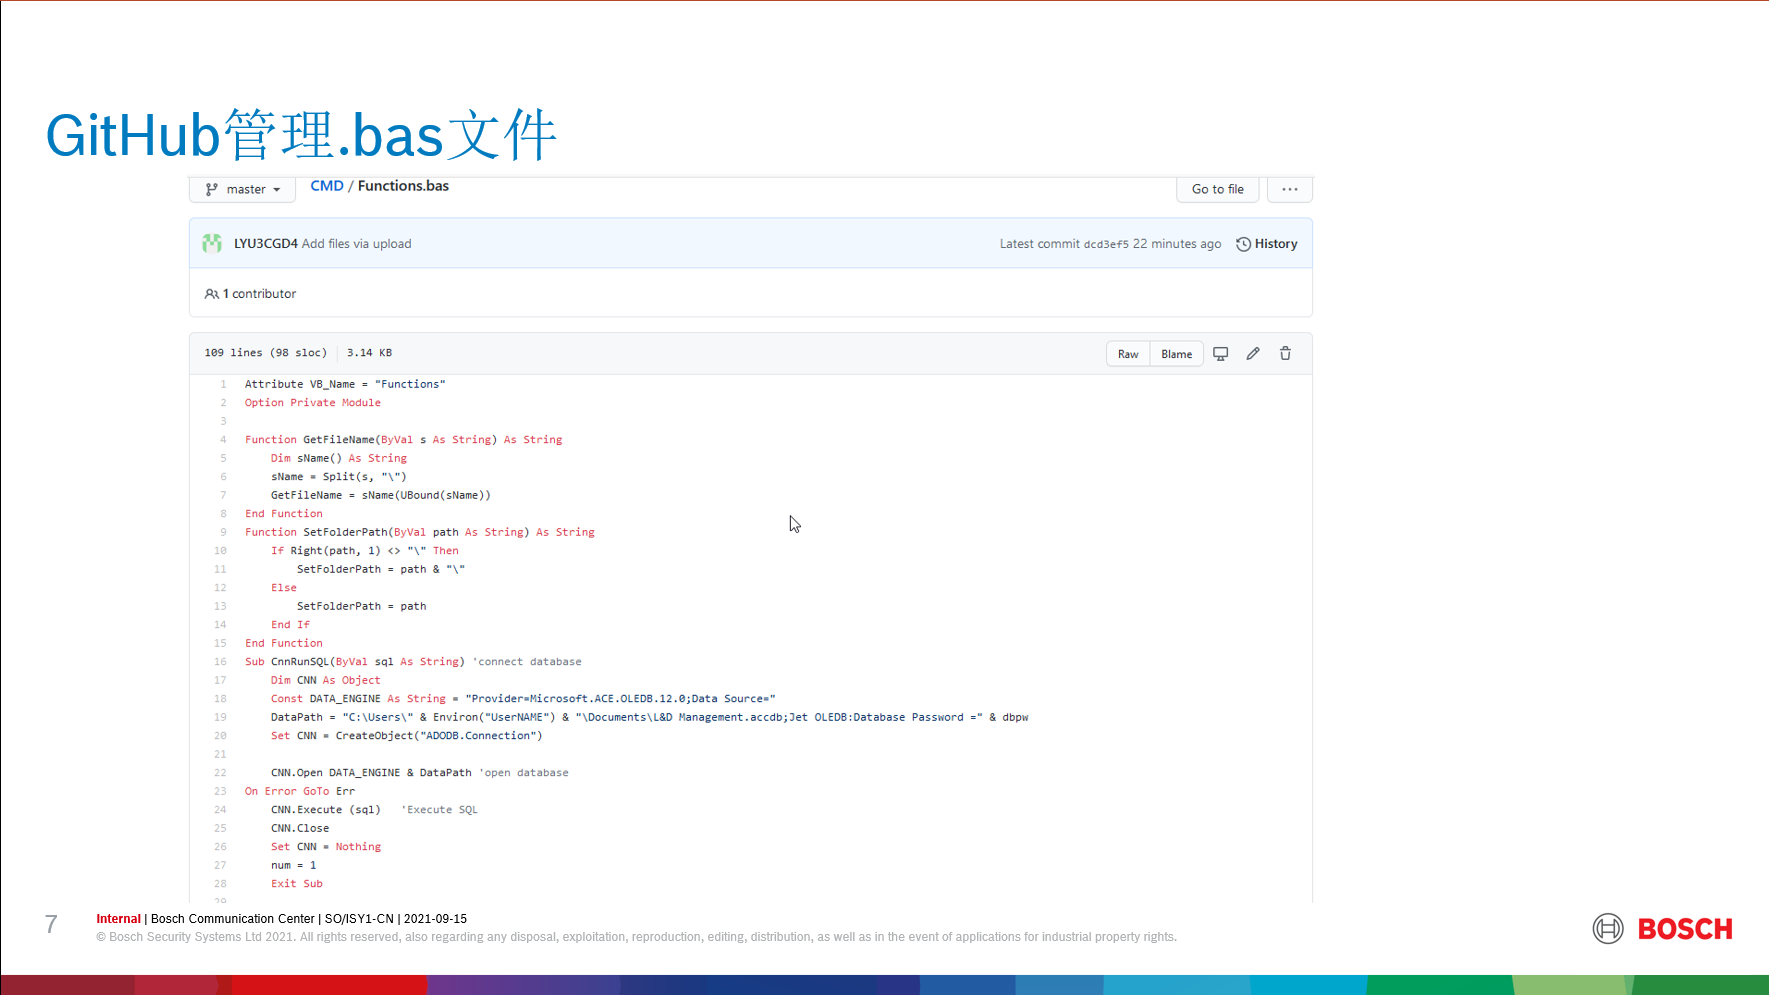 GitHub管理.bas文件
master
CMD / Functions.bas
Go to file
LYU3CGD4 Add files via upload
Latest commit dcd3ef5 22 minutes ago
History
1 contributor
109 lines (98 sloc)
3.14 KB
Raw
Blame
1 Attribute VB_Name = "Functions"
2 Option Private Module
3
4 Function GetFileName(ByVal s As String) As String
5 Dim sName() As String
6 sName = Split(s, "\")
7 GetFileName = sName(UBound(sName))
8 End Function
9 Function SetFolderPath(ByVal path As String) As String
10 If Right(path, 1) <> "\" Then
11 SetFolderPath = path & "\"
12 Else
13 SetFolderPath = path
14 End If
15 End Function
16 Sub CnnRunSQL(ByVal sql As String) 'connect database
17 Dim CNN As Object
18 Const DATA_ENGINE As String = "Provider=Microsoft.ACE.OLEDB.12.0;Data Source="
19 DataPath = "C:\Users\" & Environ("UserNAME") & "\Documents\L&D Management.accdb;Jet OLEDB:Database Password =" & dbpw
20 Set CNN = CreateObject("ADODB.Connection")
21
22 CNN.Open DATA_ENGINE & DataPath 'open database
23 On Error GoTo Err
24 CNN.Execute (sql) 'Execute SQL
25 CNN.Close
26 Set CNN = Nothing
27 num = 1
28 Exit Sub
29
7
Internal | Bosch Communication Center | SO/ISY1-CN | 2021-09-15
© Bosch Security Systems Ltd 2021. All rights reserved, also regarding any disposal, exploitation, reproduction, editing, distribution, as well as in the event of applications for industrial property rights.
BOSCH